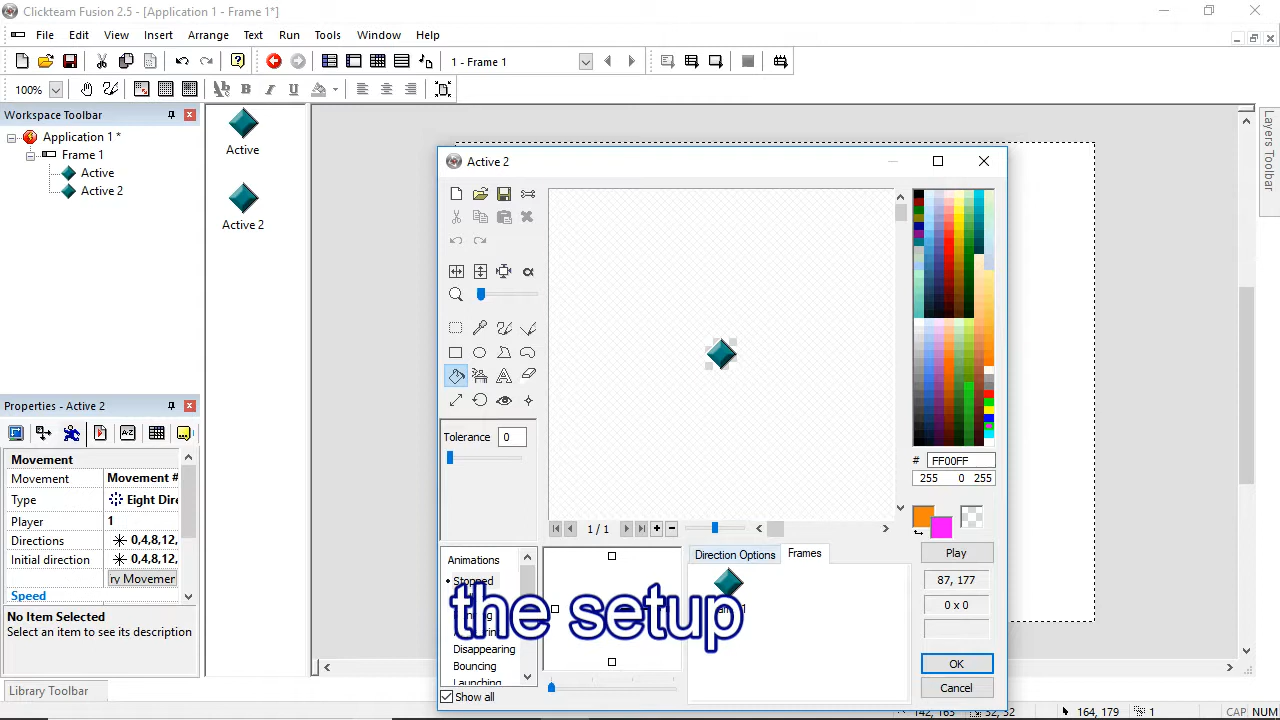 Clickteam Fusion 2.5 - [Application 1 - Frame 1*]
File Edit View Insert Arrange Text Run Tools Window Help
1 - Frame 1
100%
Workspace Toolbar
Application 1 *
Frame 1
Active
Active 2
Active
Active 2
Layers Toolbar
Active 2
Tolerance 0
# FF00FF
255 0 255
1 / 1
Direction Options Frames
Play
87, 177
0 x 0
Animations
Stopped
Disappearing
Bouncing
Launching
Show all
OK
Cancel
the setup
Properties - Active 2
Movement
Movement Movement #
Type Eight Dire
Player 1
Directions 0,4,8,12,
Initial direction 0,4,8,12,
ry Movemen
Speed
No Item Selected
Select an item to see its description
Library Toolbar
164, 179
1
CAP NUM